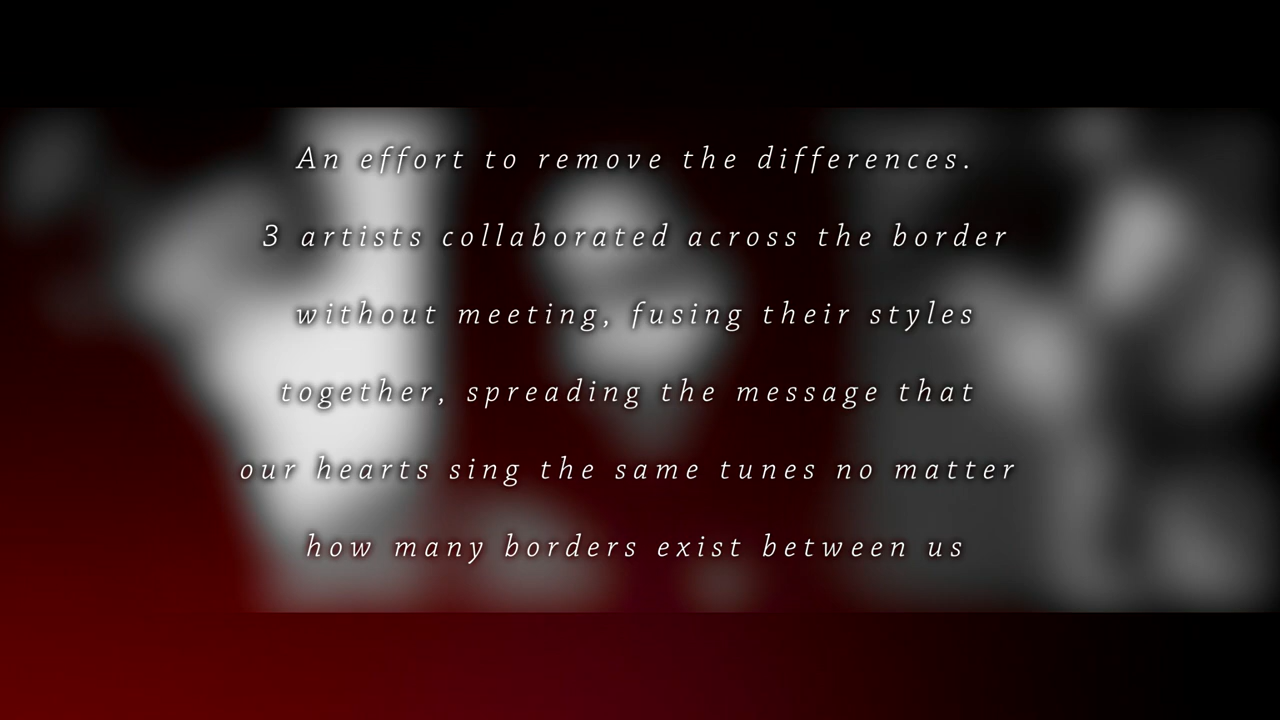 An effort to remove the differences.
3 artists collaborated across the border
without meeting, fusing their styles
together, spreading the message that
our hearts sing the same tunes no matter
how many borders exist between us